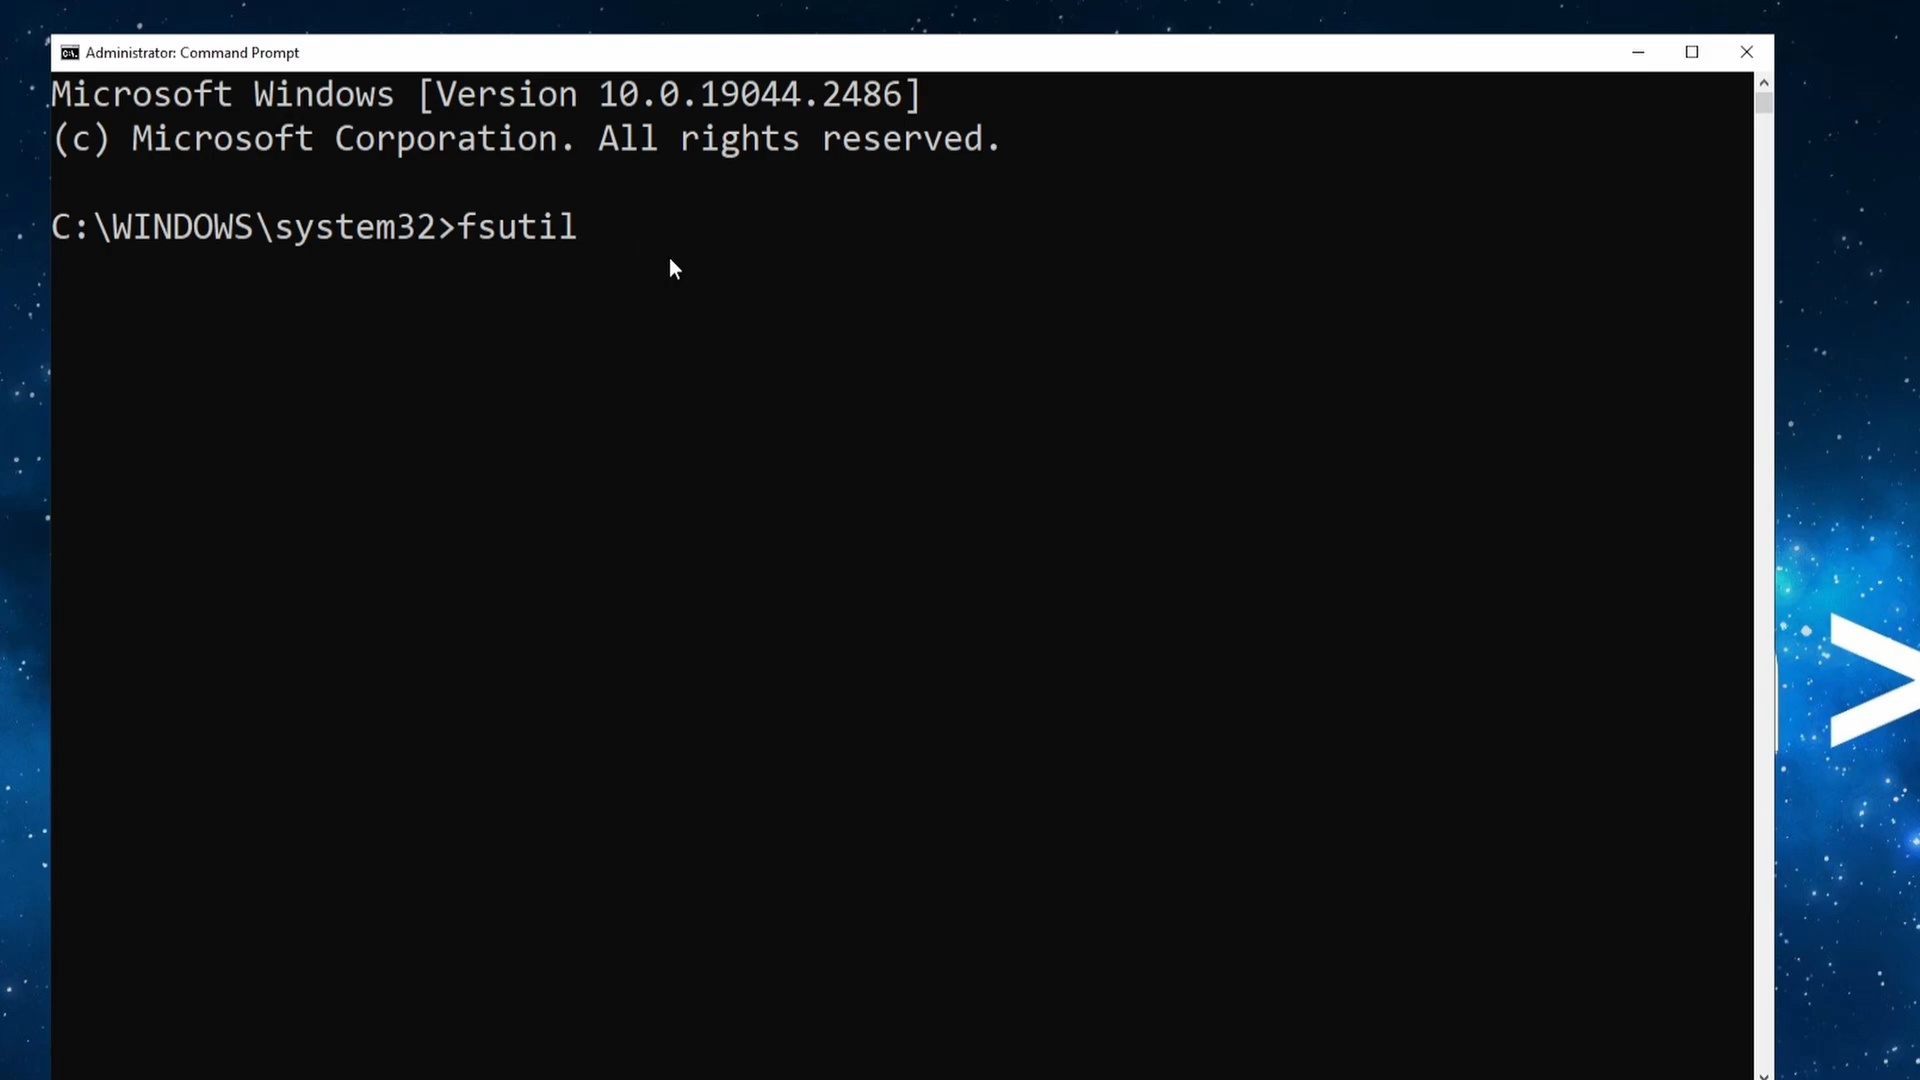 Administrator: Command Prompt
Microsoft Windows [Version 10.0.19044.2486]
(c) Microsoft Corporation. All rights reserved.
C:\WINDOWS\system32>fsutil
>